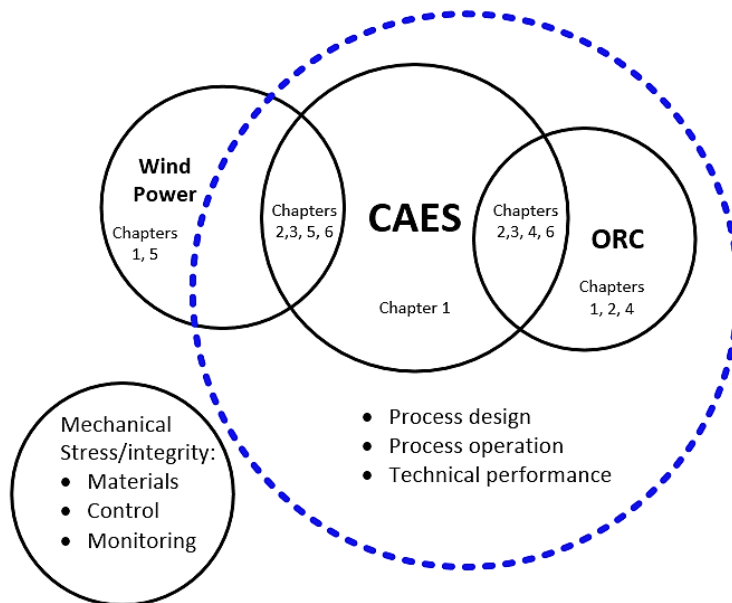 Wind
Power
Chapters
1, 5
Chapters
2,3, 5, 6
CAES
Chapter 1
Chapters
2,3, 4, 6
ORC
Chapters
1, 2, 4
• Process design
• Process operation
• Technical performance
Mechanical
Stress/integrity:
• Materials
• Control
• Monitoring